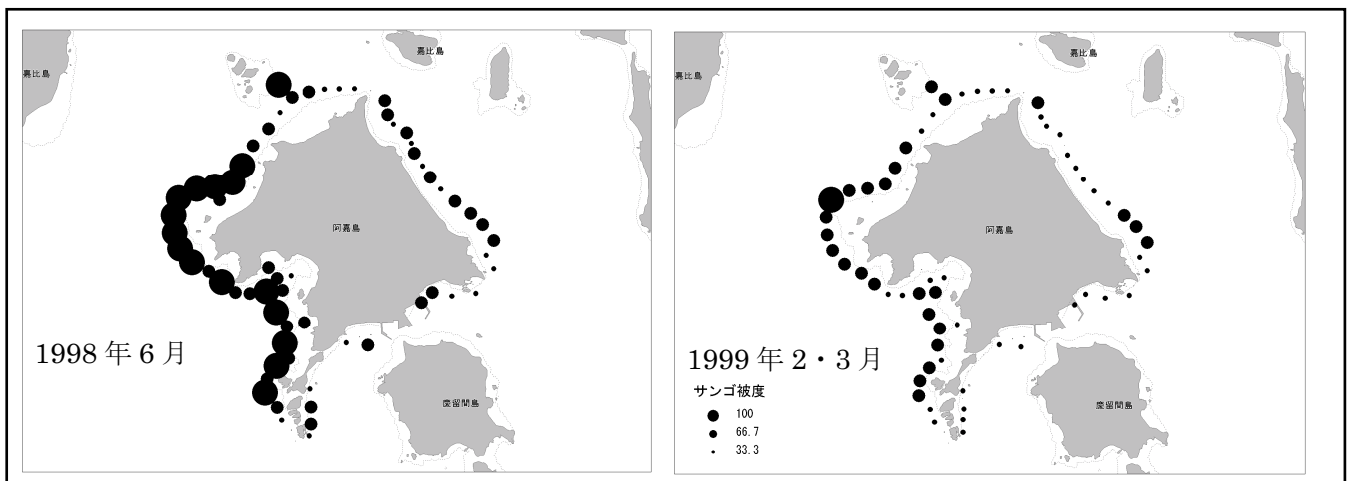 嘉比島
嘉比島
阿嘉島
慶留間島
1998 年 6 月
嘉比島
嘉比島
阿嘉島
慶留間島
1999 年 2・3 月
サンゴ被度
100
66.7
33.3